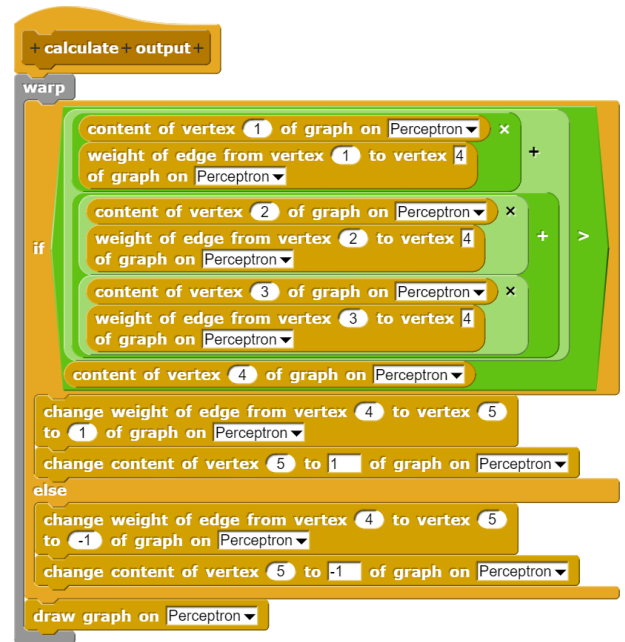 + calculate + output +
warp
content of vertex 1 of graph on Perceptron ×
weight of edge from vertex 1 to vertex 4
of graph on Perceptron
+
content of vertex 2 of graph on Perceptron ×
weight of edge from vertex 2 to vertex 4
of graph on Perceptron
if + >
content of vertex 3 of graph on Perceptron ×
weight of edge from vertex 3 to vertex 4
of graph on Perceptron
content of vertex 4 of graph on Perceptron
change weight of edge from vertex 4 to vertex 5
to 1 of graph on Perceptron
change content of vertex 5 to 1 of graph on Perceptron
else
change weight of edge from vertex 4 to vertex 5
to -1 of graph on Perceptron
change content of vertex 5 to -1 of graph on Perceptron
draw graph on Perceptron